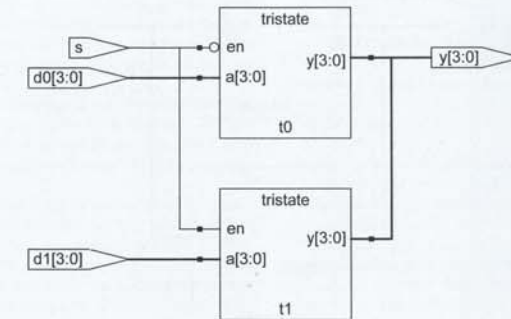 tristate
s
en
d0[3:0]
a[3:0]
y[3:0]
y[3:0]
t0
tristate
en
y[3:0]
d1[3:0]
a[3:0]
t1